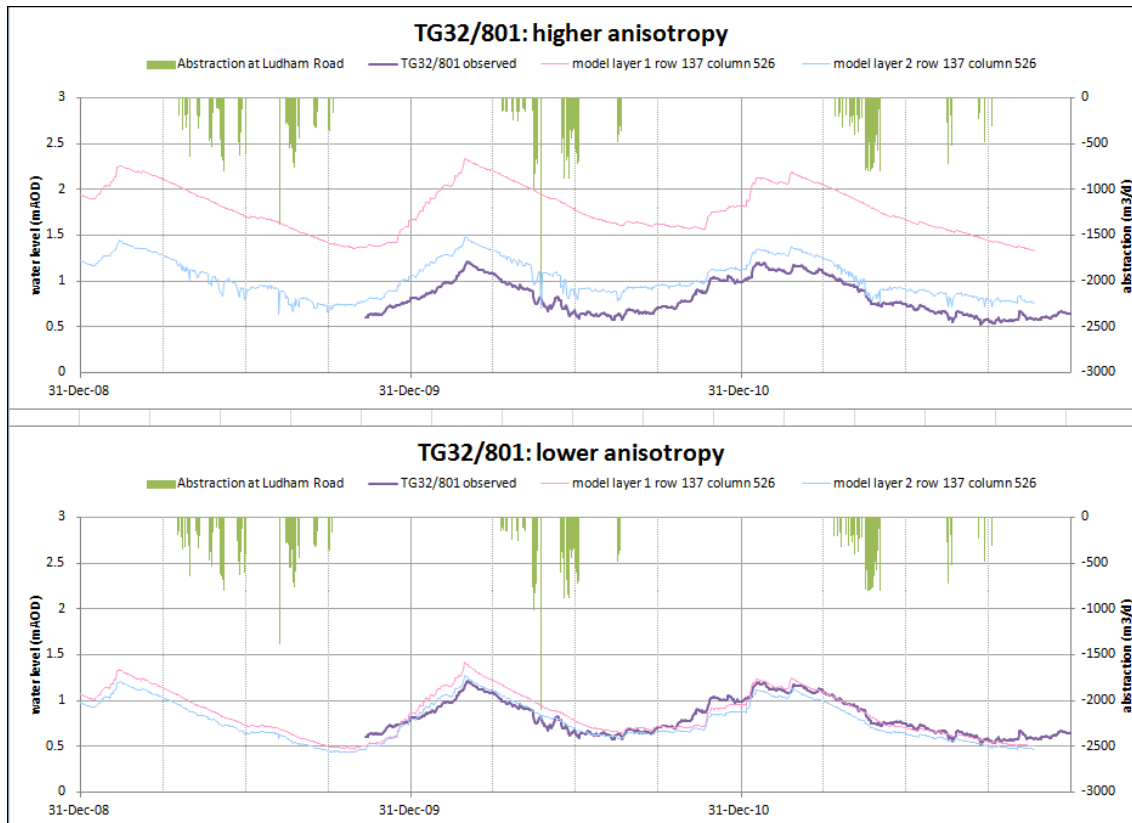 TG32/801: higher anisotropy
Abstraction at Ludham Road TG32/801 observed model layer 1 row 137 column 526 model layer 2 row 137 column 526
3 0
2.5 -500
2 -1000
1.5 -1500
1 -2000
0.5 -2500
0 -3000
water level (mAOD)
abstraction (m3/d)
31-Dec-08 31-Dec-09 31-Dec-10
TG32/801: lower anisotropy
Abstraction at Ludham Road TG32/801 observed model layer 1 row 137 column 526 model layer 2 row 137 column 526
3 0
2.5 -500
2 -1000
1.5 -1500
1 -2000
0.5 -2500
0 -3000
water level (mAOD)
abstraction (m3/d)
31-Dec-08 31-Dec-09 31-Dec-10